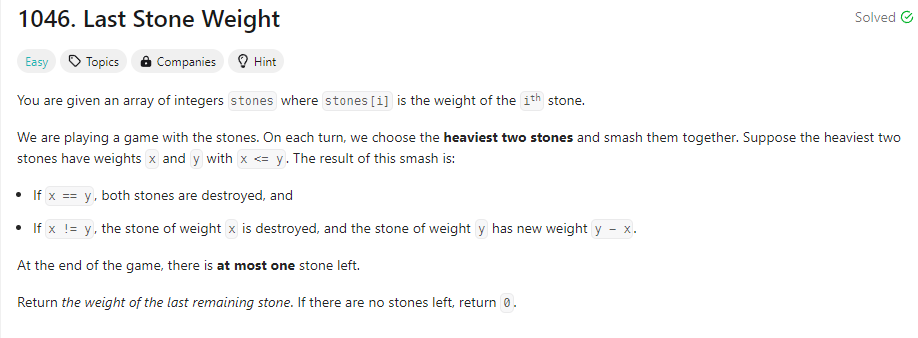 1046. Last Stone Weight
Solved
Easy Topics Companies Hint
You are given an array of integers stones where stones[i] is the weight of the ith stone.
We are playing a game with the stones. On each turn, we choose the heaviest two stones and smash them together. Suppose the heaviest two
stones have weights x and y with x <= y. The result of this smash is:
• If x == y, both stones are destroyed, and
• If x != y, the stone of weight x is destroyed, and the stone of weight y has new weight y - x.
At the end of the game, there is at most one stone left.
Return the weight of the last remaining stone. If there are no stones left, return 0.